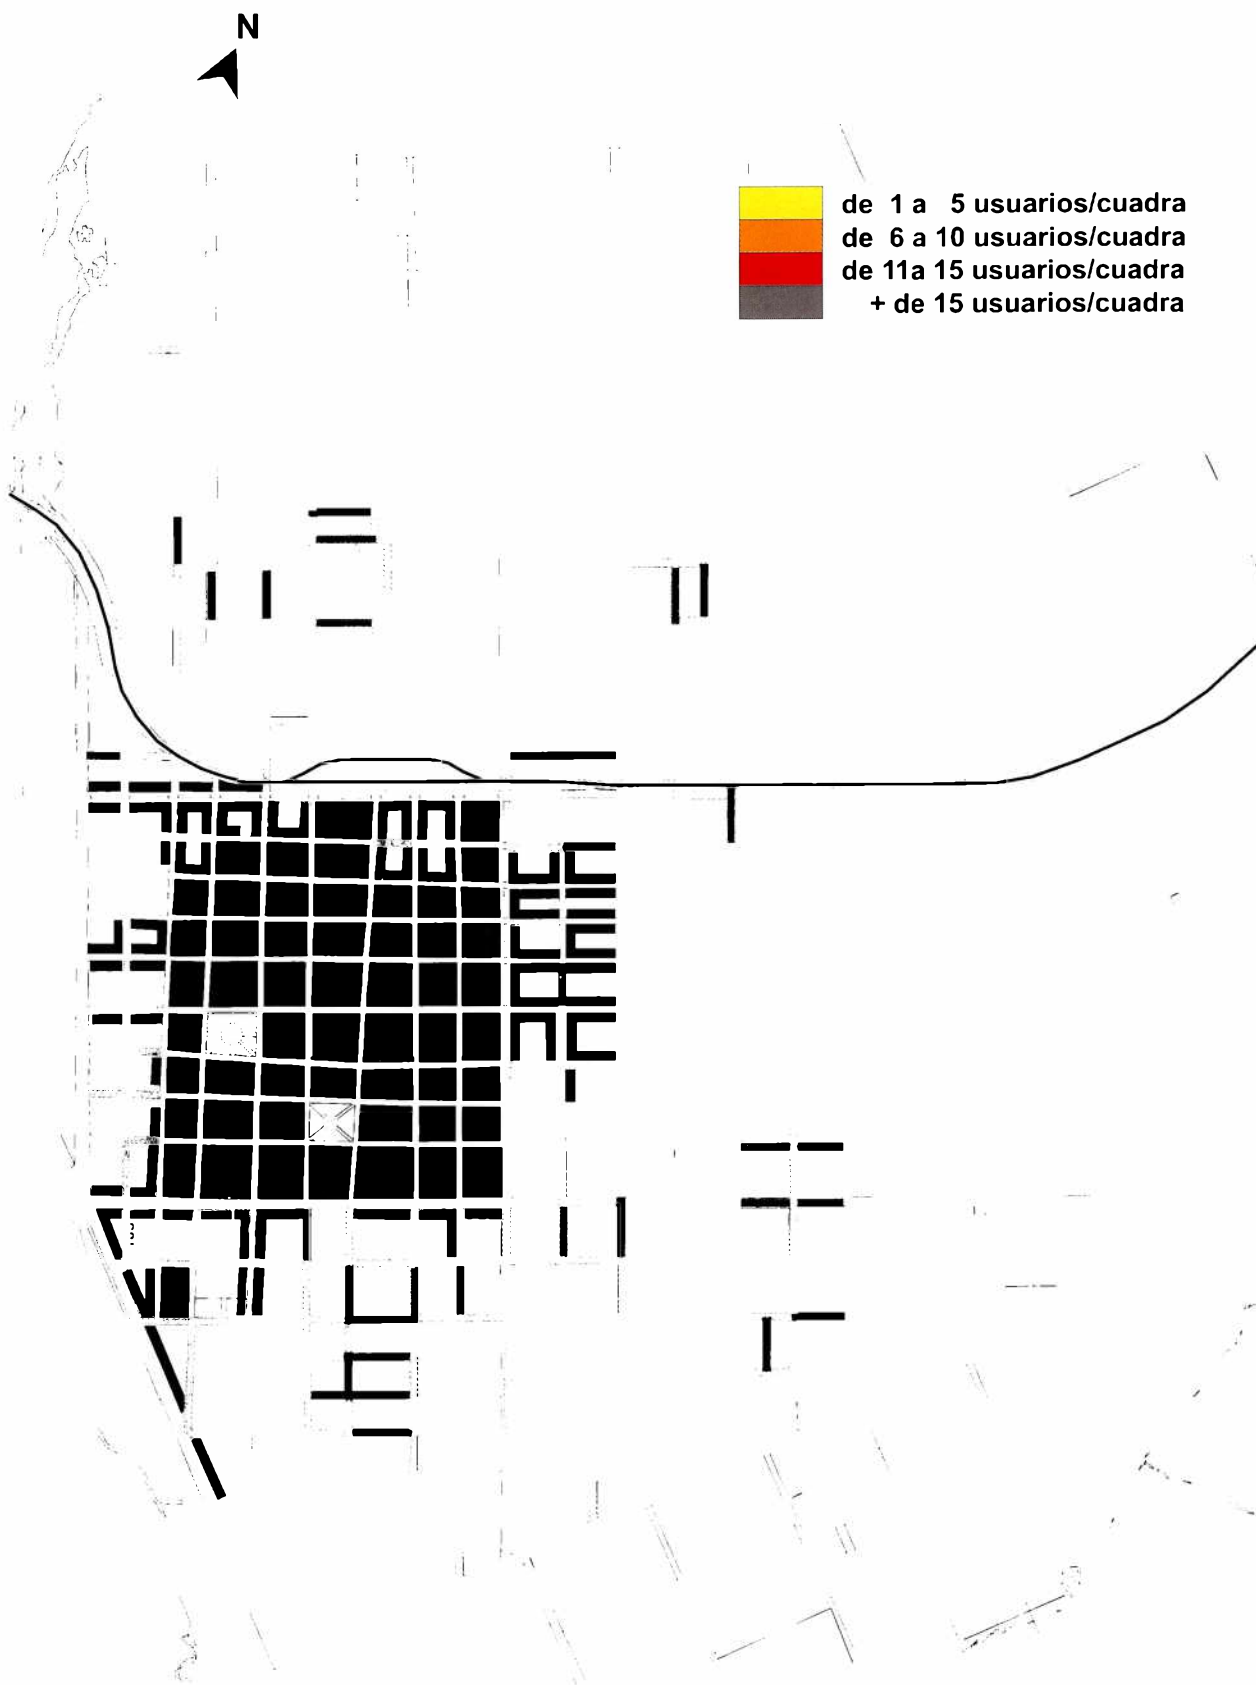 N
de 1 a 5 usuarios/cuadra
de 6 a 10 usuarios/cuadra
de 11a 15 usuarios/cuadra
+ de 15 usuarios/cuadra